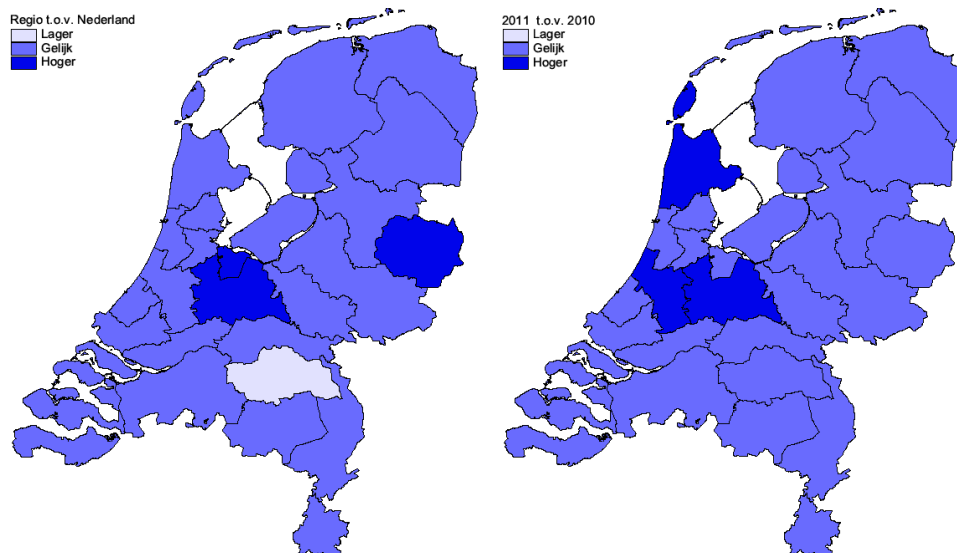 Regio t.o.v. Nederland
Lager
Gelijk
Hoger
2011 t.o.v. 2010
Lager
Gelijk
Hoger